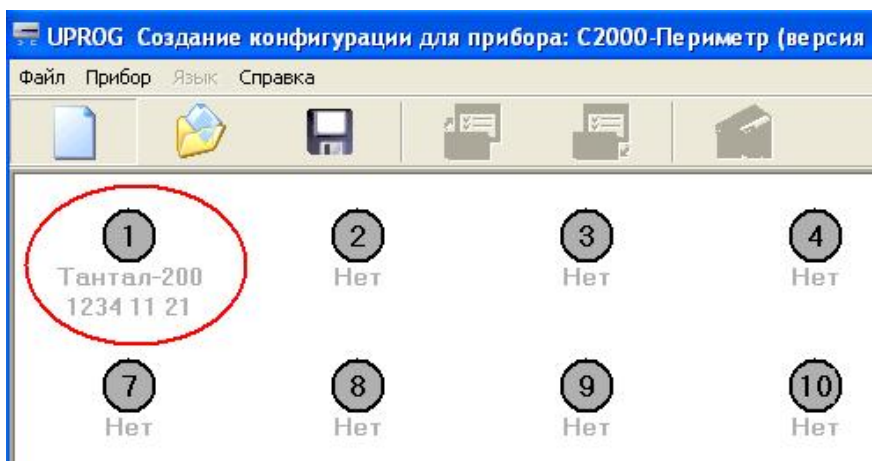 UPROG Создание конфигурации для прибора: С2000-Периметр (версия
Файл Прибор Язык Справка
1 2 3 4
Тантал-200 Нет Нет Нет
1234 11 21
7 8 9 10
Нет Нет Нет Нет